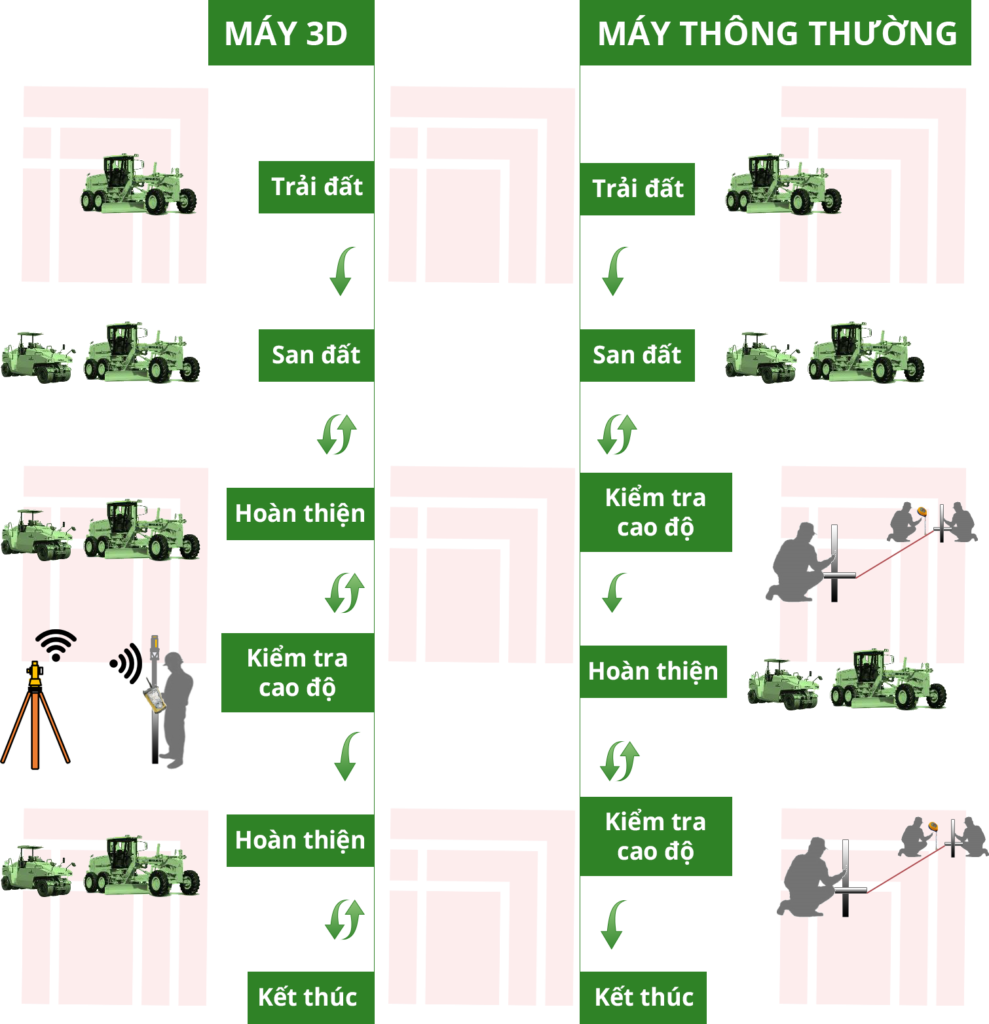 MÁY 3D
Trải đất
San đất
Hoàn thiện
Kiểm tra
cao độ
Hoàn thiện
Kết thúc
MÁY THÔNG THƯỜNG
Trải đất
San đất
Kiểm tra
cao độ
Hoàn thiện
Kiểm tra
cao độ
Kết thúc